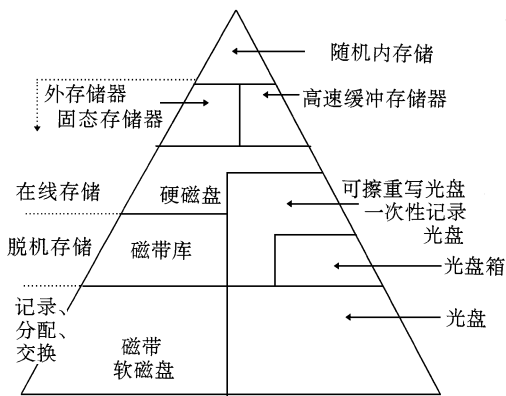 随机内存储
外存储器
固态存储器
高速缓冲存储器
在线存储
硬磁盘
可擦重写光盘
一次性记录
光盘
脱机存储
磁带库
光盘箱
记录、
分配、
交换
光盘
磁带
软磁盘